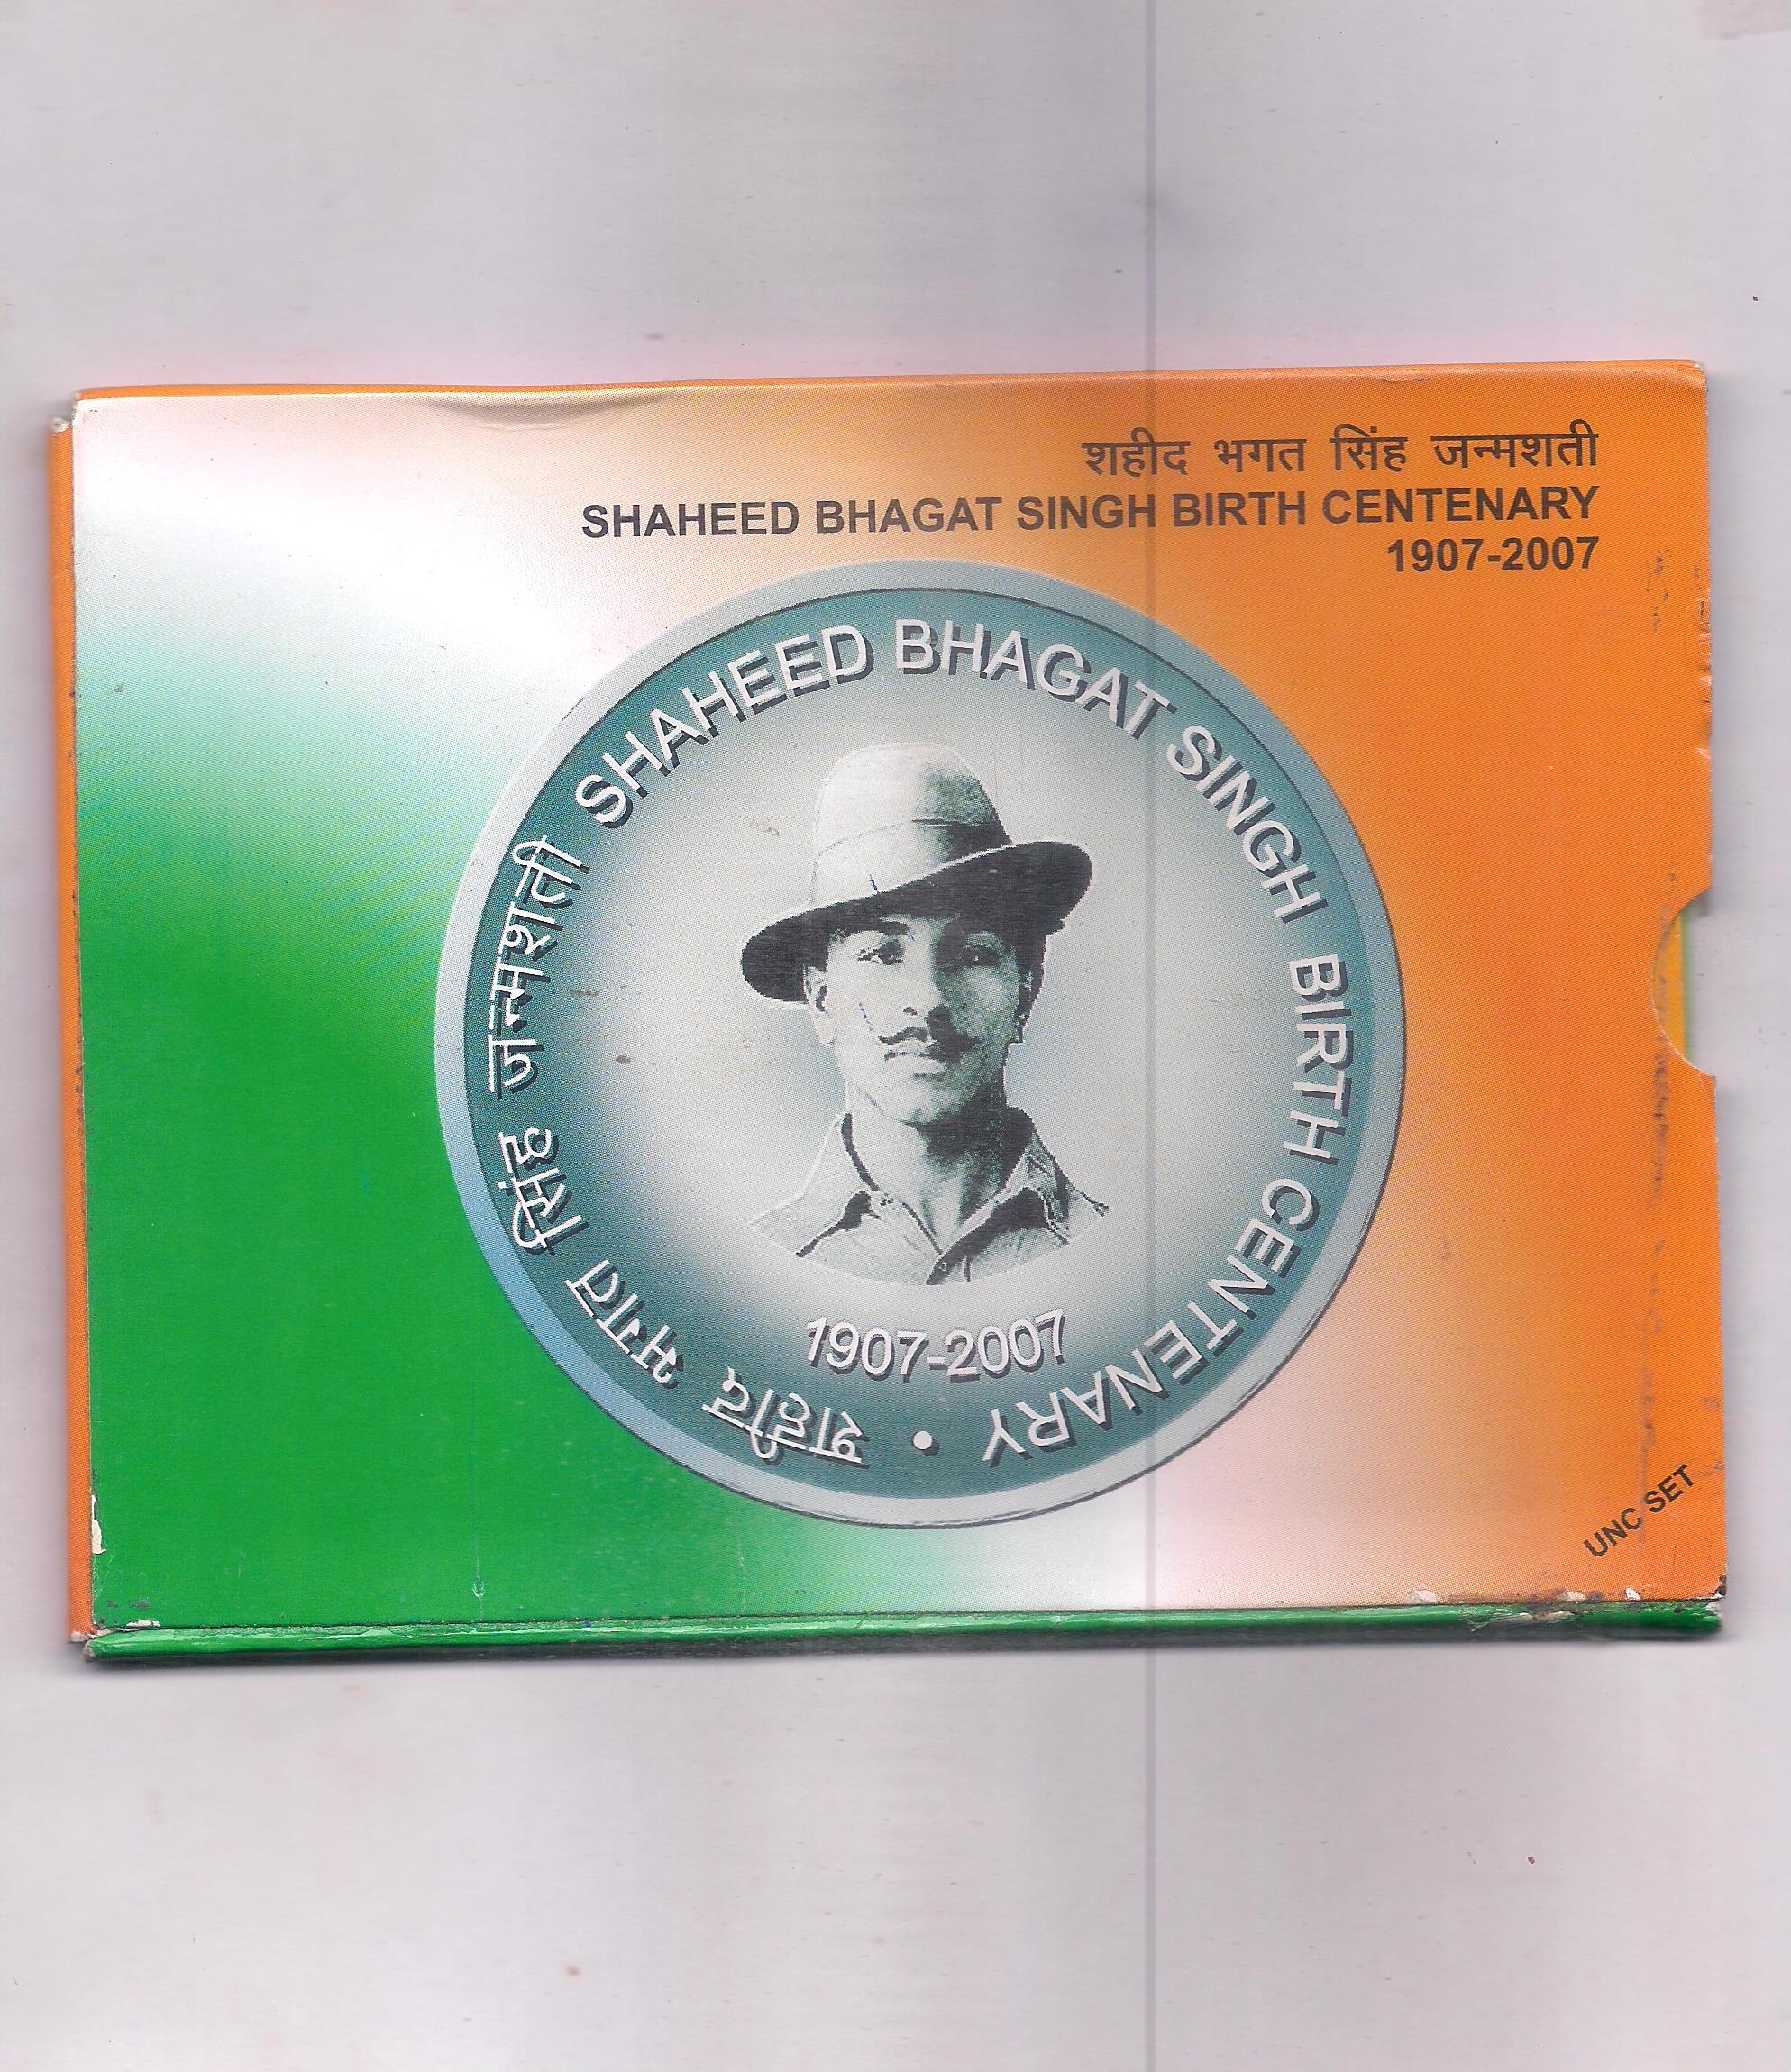 शहीद भगत सिंह जन्मशती
SHAHEED BHAGAT SINGH BIRTH CENTENARY
1907-2007
शहीद भगत सिंह जन्मशती SHAHEED BHAGAT SINGH BIRTH CENTENARY •
1907-2007
UNC SET